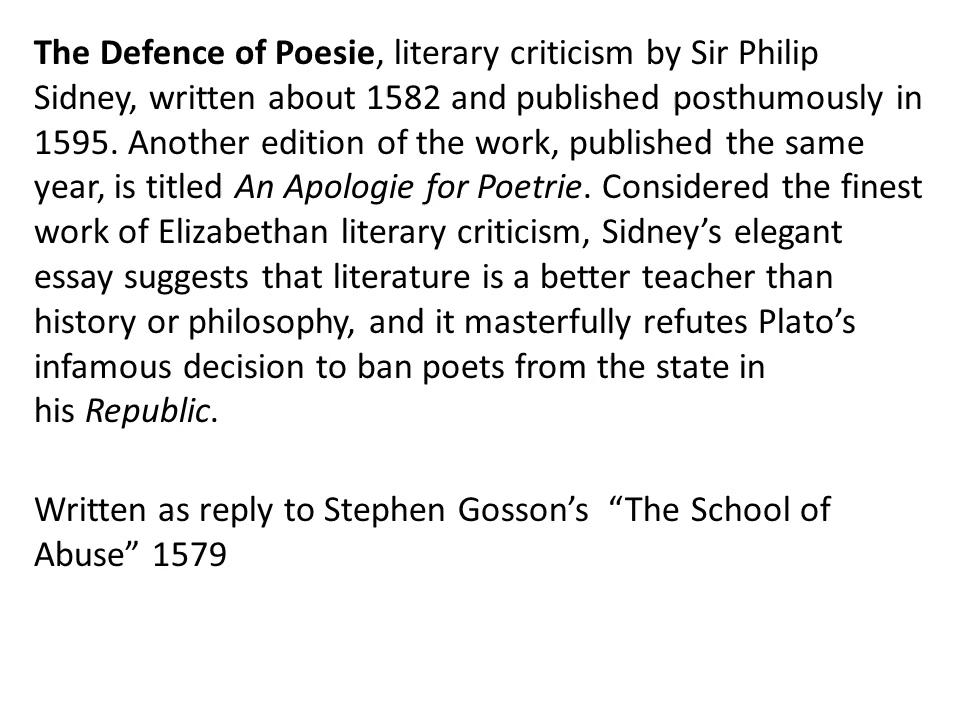 The Defence of Poesie, literary criticism by Sir Philip
Sidney, written about 1582 and published posthumously in
1595. Another edition of the work, published the same
year, is titled An Apologie for Poetrie. Considered the finest
work of Elizabethan literary criticism, Sidney’s elegant
essay suggests that literature is a better teacher than
history or philosophy, and it masterfully refutes Plato’s
infamous decision to ban poets from the state in
his Republic.
Written as reply to Stephen Gosson’s “The School of
Abuse” 1579